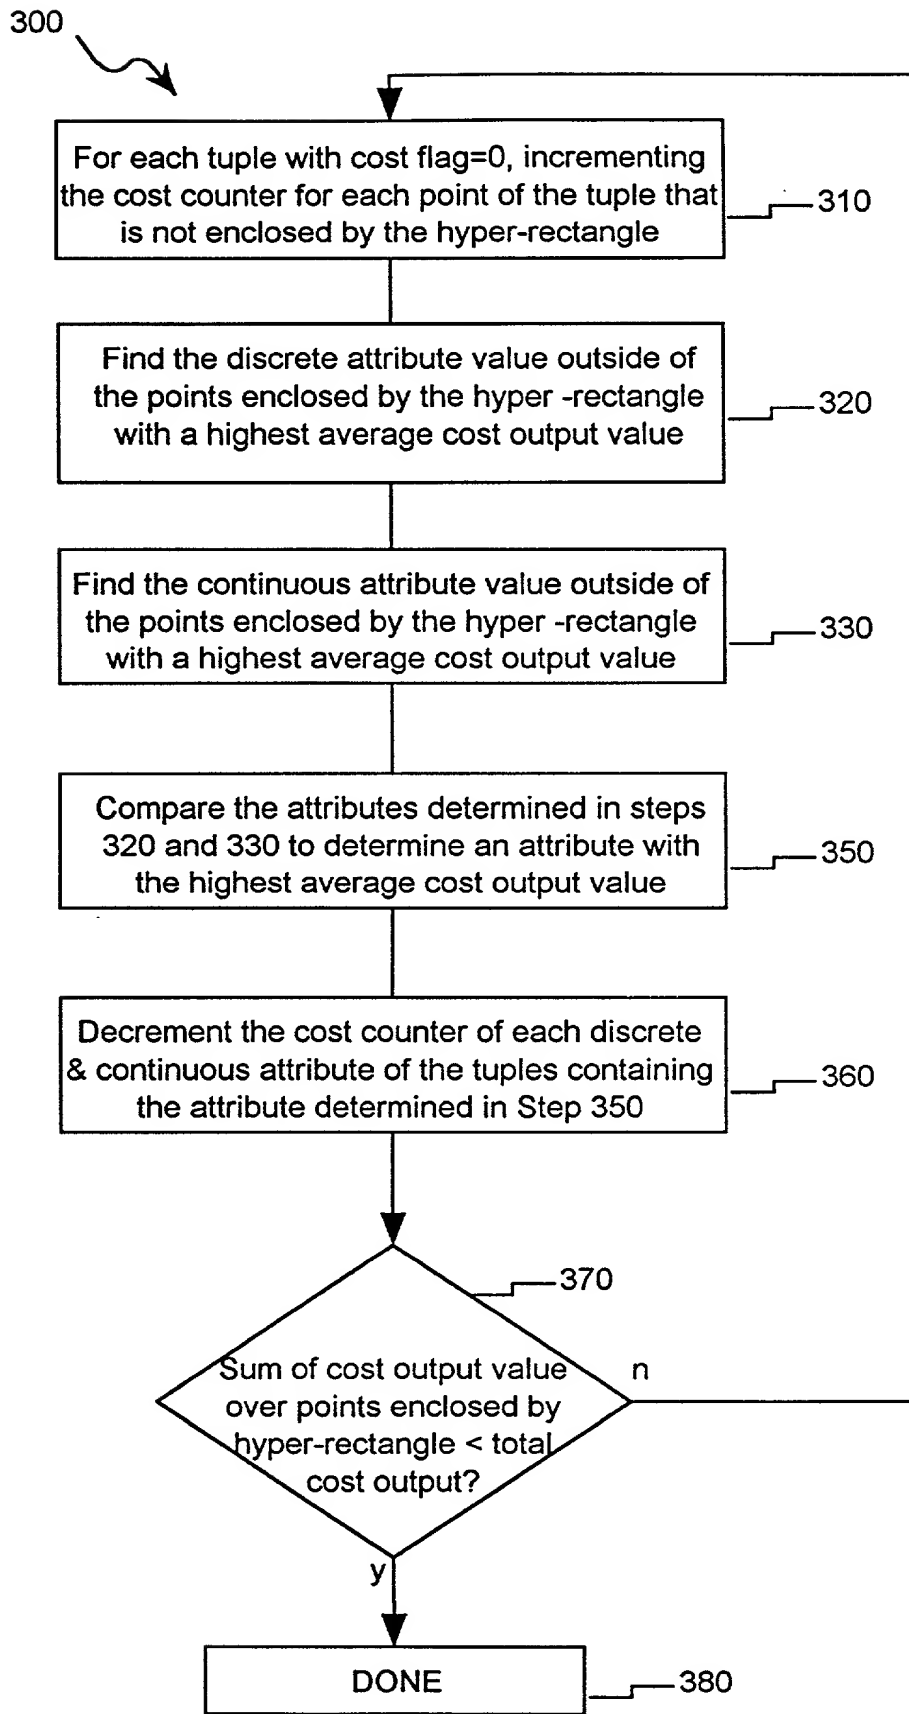 300
For each tuple with cost flag=0, incrementing
the cost counter for each point of the tuple that
is not enclosed by the hyper-rectangle
310
Find the discrete attribute value outside of
the points enclosed by the hyper -rectangle
with a highest average cost output value
320
Find the continuous attribute value outside of
the points enclosed by the hyper -rectangle
with a highest average cost output value
330
Compare the attributes determined in steps
320 and 330 to determine an attribute with
the highest average cost output value
350
Decrement the cost counter of each discrete
& continuous attribute of the tuples containing
the attribute determined in Step 350
360
370
Sum of cost output value
over points enclosed by
hyper-rectangle < total
cost output?
n
y
DONE
380